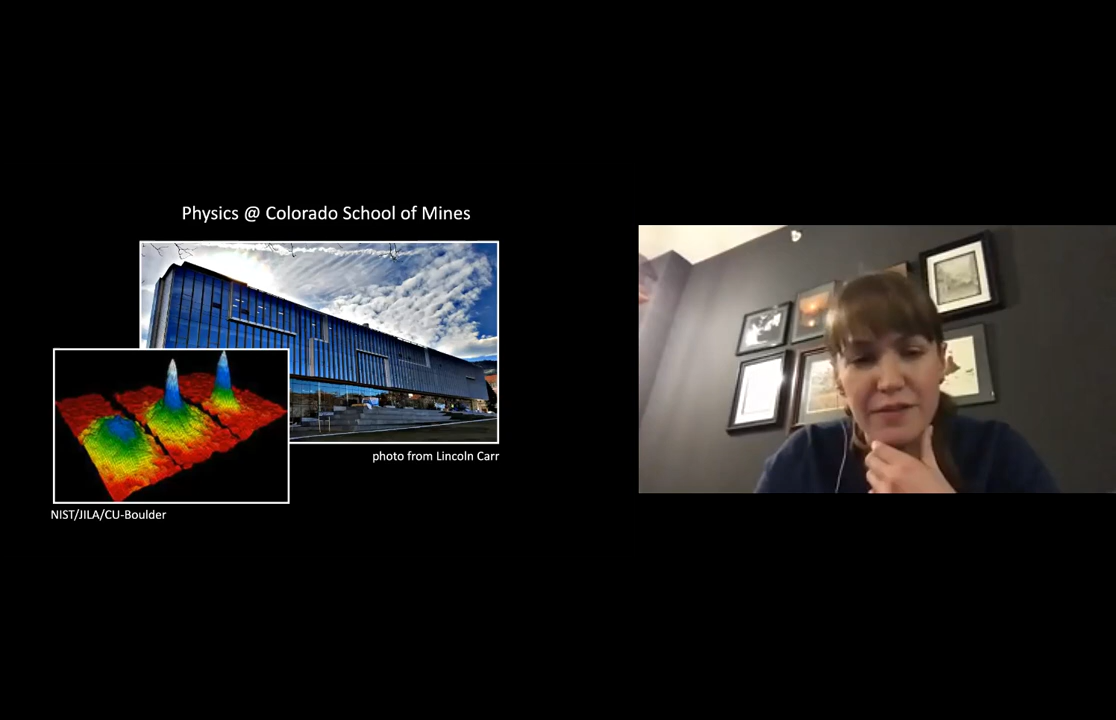 Physics @ Colorado School of Mines
photo from Lincoln Carr
NIST/JILA/CU-Boulder